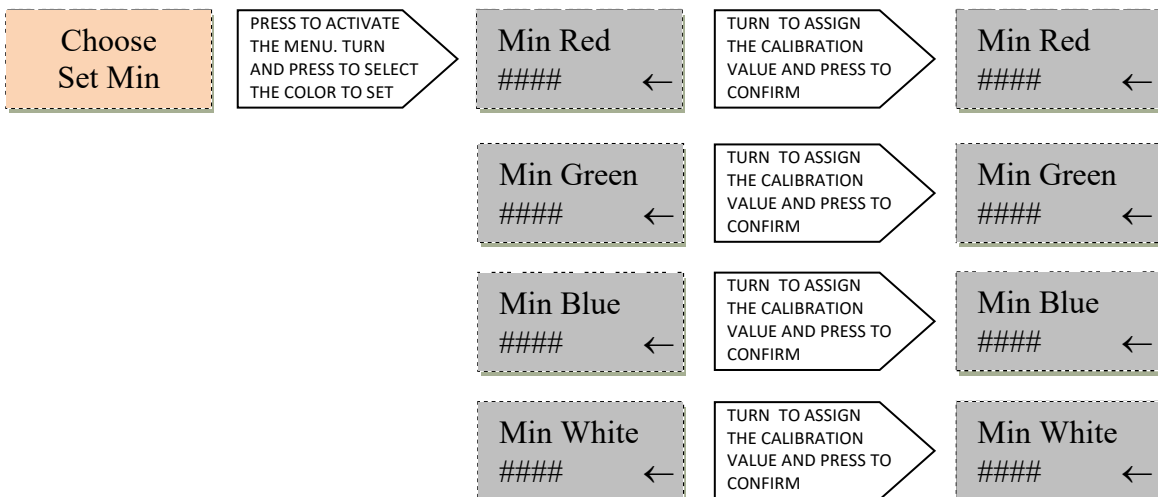 Choose
Set Min
PRESS TO ACTIVATE
THE MENU. TURN
AND PRESS TO SELECT
THE COLOR TO SET
Min Red
#### ←
TURN TO ASSIGN
THE CALIBRATION
VALUE AND PRESS TO
CONFIRM
Min Red
#### ←
Min Green
#### ←
TURN TO ASSIGN
THE CALIBRATION
VALUE AND PRESS TO
CONFIRM
Min Green
#### ←
Min Blue
#### ←
TURN TO ASSIGN
THE CALIBRATION
VALUE AND PRESS TO
CONFIRM
Min Blue
#### ←
Min White
#### ←
TURN TO ASSIGN
THE CALIBRATION
VALUE AND PRESS TO
CONFIRM
Min White
#### ←